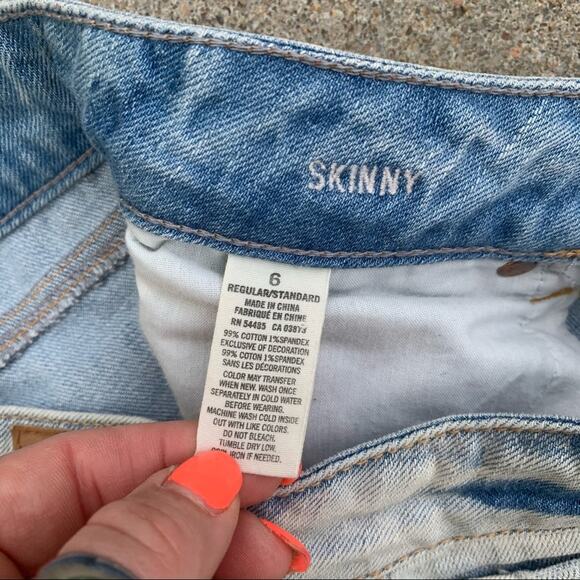 SKINNY
6
REGULAR/STANDARD
MADE IN CHINA
FABRIQUÉ EN CHINE
RN 54485 CA
99% COTTON 1%SPANDEX
EXCLUSIVE OF DECORATION
99% COTON 1%SPANDEX
SANS LES DÉCORATIONS
COLOR MAY TRANSFER
WHEN NEW. WASH ONCE
SEPARATELY IN COLD WATER
BEFORE WEARING.
MACHINE WASH COLD INSIDE
OUT WITH LIKE COLORS.
DO NOT BLEACH.
TUMBLE DRY LOW.
IRON IF NEEDED.